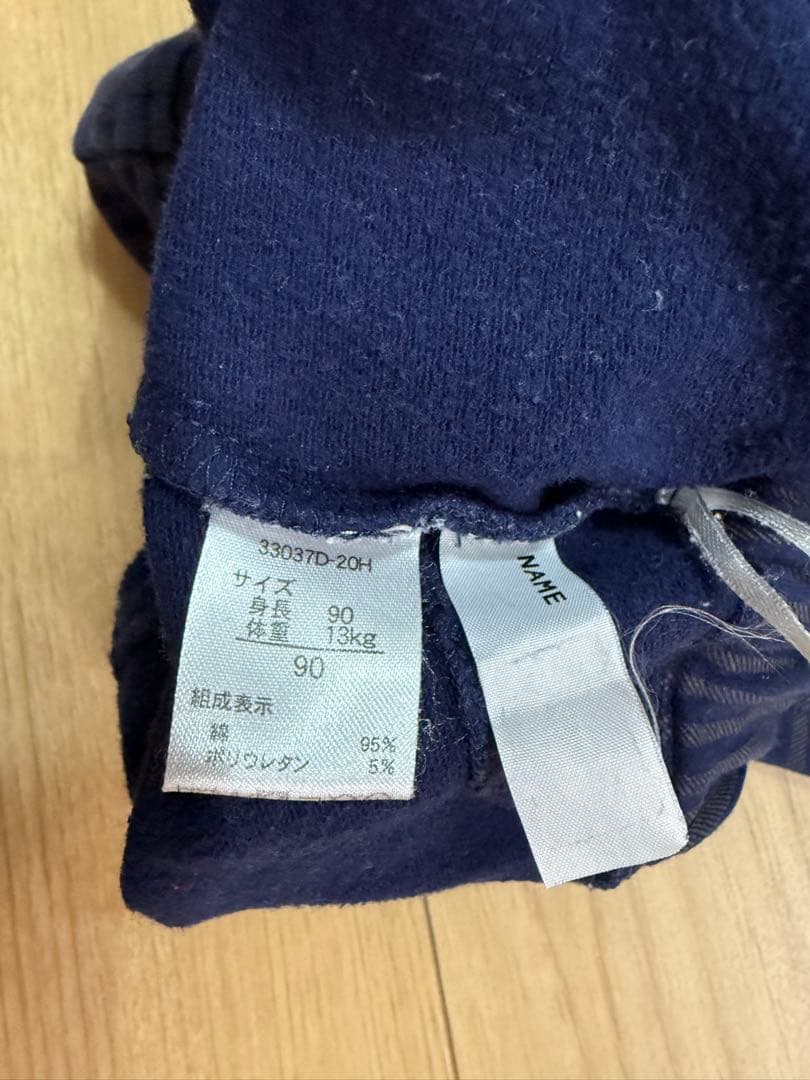 33037D-20H
サイズ
身長 90
体重 13kg
90
組成表示
綿 95%
ポリウレタン 5%
NAME